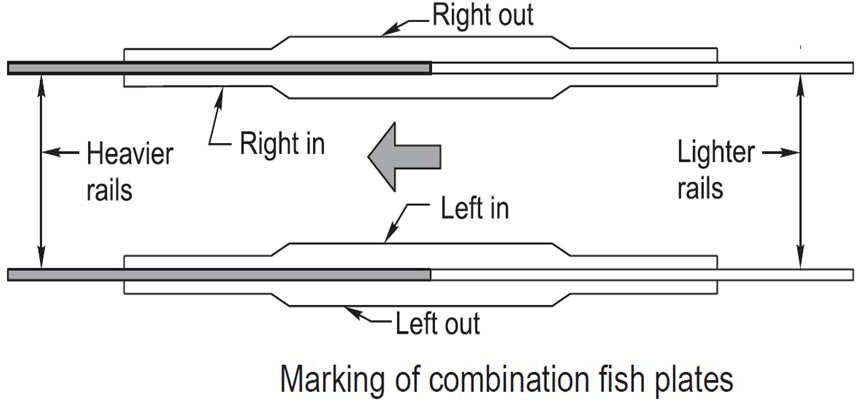 Right out
Right in
Heavier
rails
Lighter
rails
Left in
Left out
Marking of combination fish plates